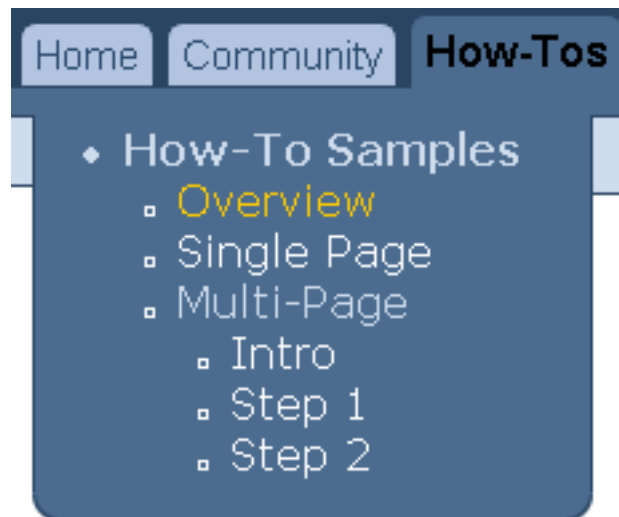 Home Community How-Tos
How-To Samples
Overview
Single Page
Multi-Page
Intro
Step 1
Step 2